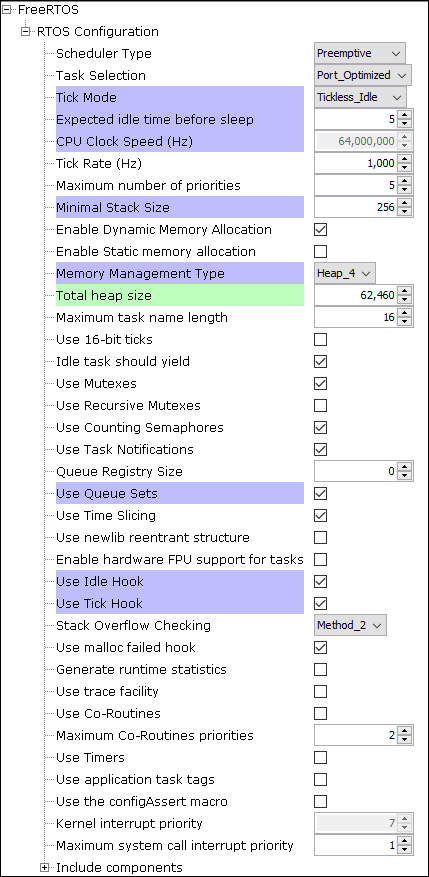 FreeRTOS
RTOS Configuration
Scheduler Type Preemptive
Task Selection Port_Optimized
Tick Mode Tickless_Idle
Expected idle time before sleep 5
CPU Clock Speed (Hz) 64,000,000
Tick Rate (Hz) 1,000
Maximum number of priorities 5
Minimal Stack Size 256
Enable Dynamic Memory Allocation
Enable Static memory allocation
Memory Management Type Heap_4
Total heap size 62,460
Maximum task name length 16
Use 16-bit ticks
Idle task should yield
Use Mutexes
Use Recursive Mutexes
Use Counting Semaphores
Use Task Notifications
Queue Registry Size 0
Use Queue Sets
Use Time Slicing
Use newlib reentrant structure
Enable hardware FPU support for tasks
Use Idle Hook
Use Tick Hook
Stack Overflow Checking Method_2
Use malloc failed hook
Generate runtime statistics
Use trace facility
Use Co-Routines
Maximum Co-Routines priorities 2
Use Timers
Use application task tags
Use the configAssert macro
Kernel interrupt priority 7
Maximum system call interrupt priority 1
Include components